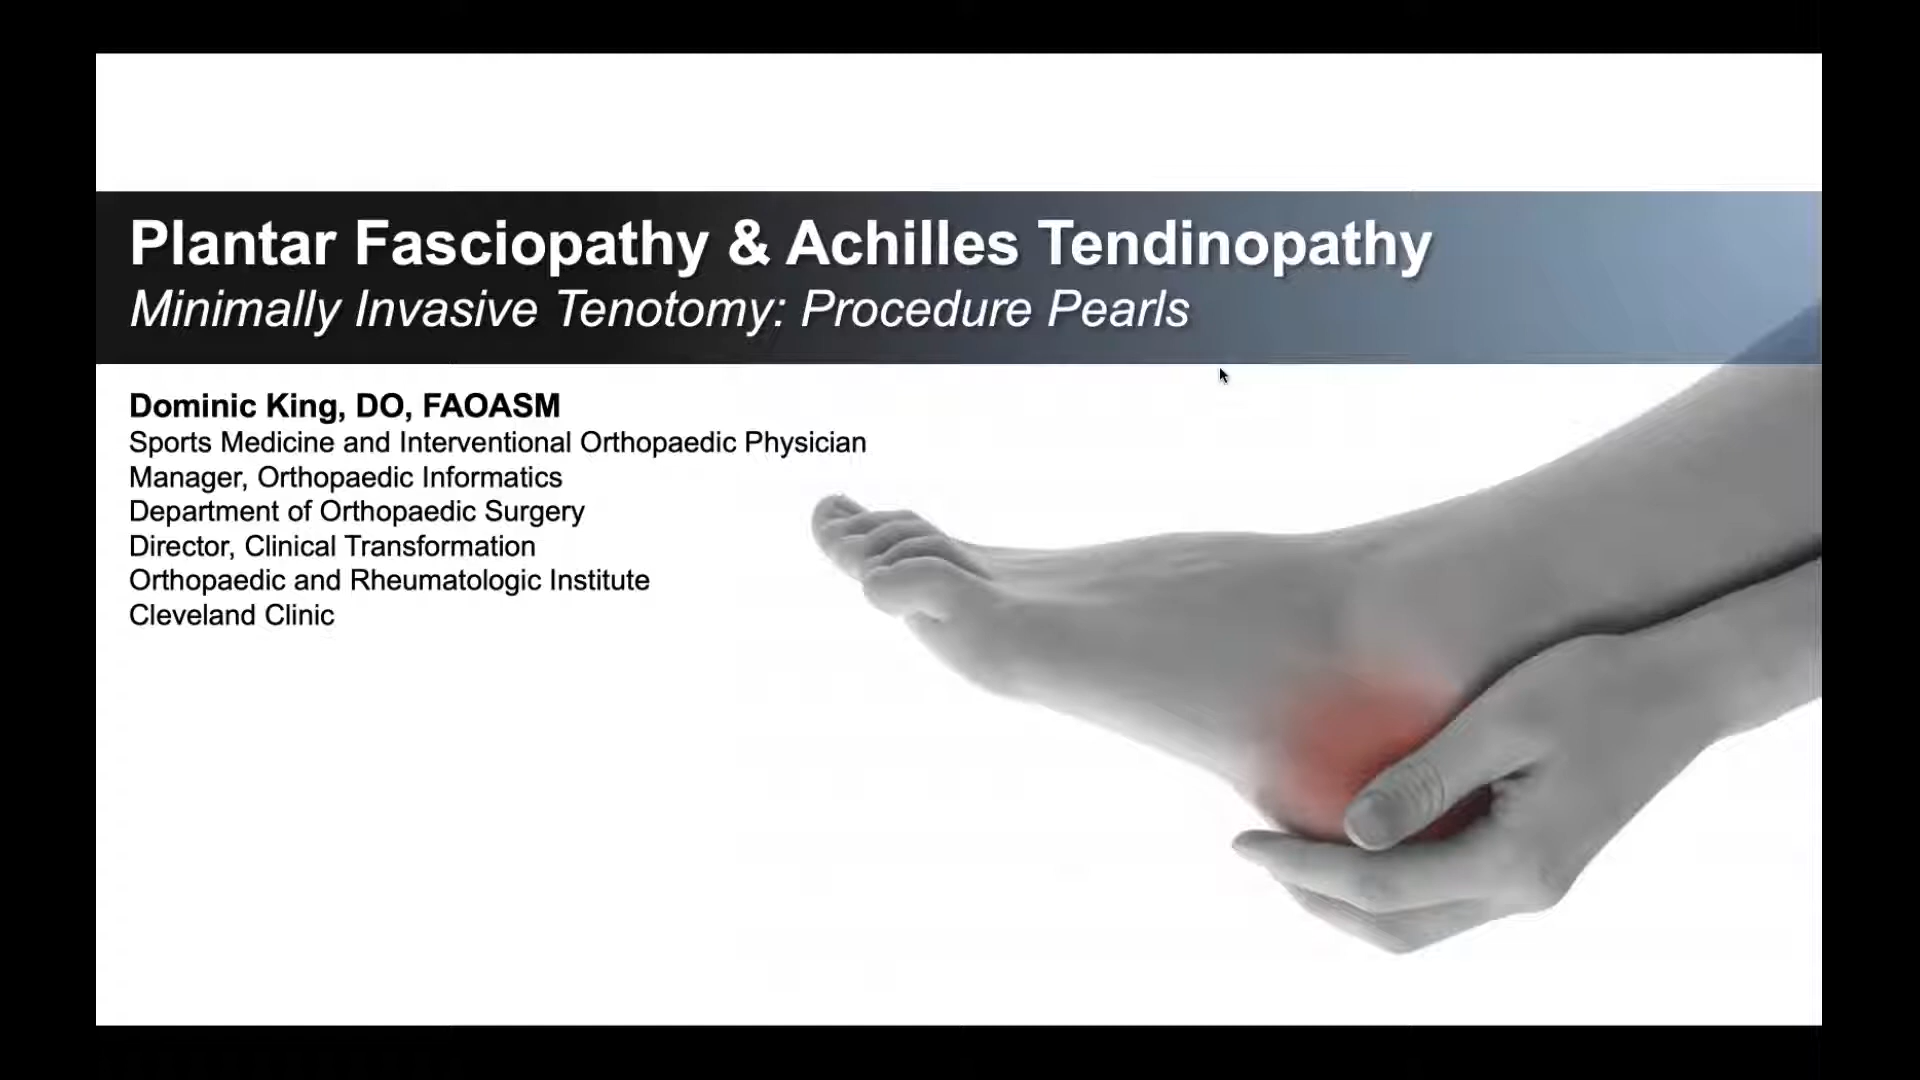 Plantar Fasciopathy & Achilles Tendinopathy
Minimally Invasive Tenotomy: Procedure Pearls
Dominic King, DO, FAOASM
Sports Medicine and Interventional Orthopaedic Physician
Manager, Orthopaedic Informatics
Department of Orthopaedic Surgery
Director, Clinical Transformation
Orthopaedic and Rheumatologic Institute
Cleveland Clinic